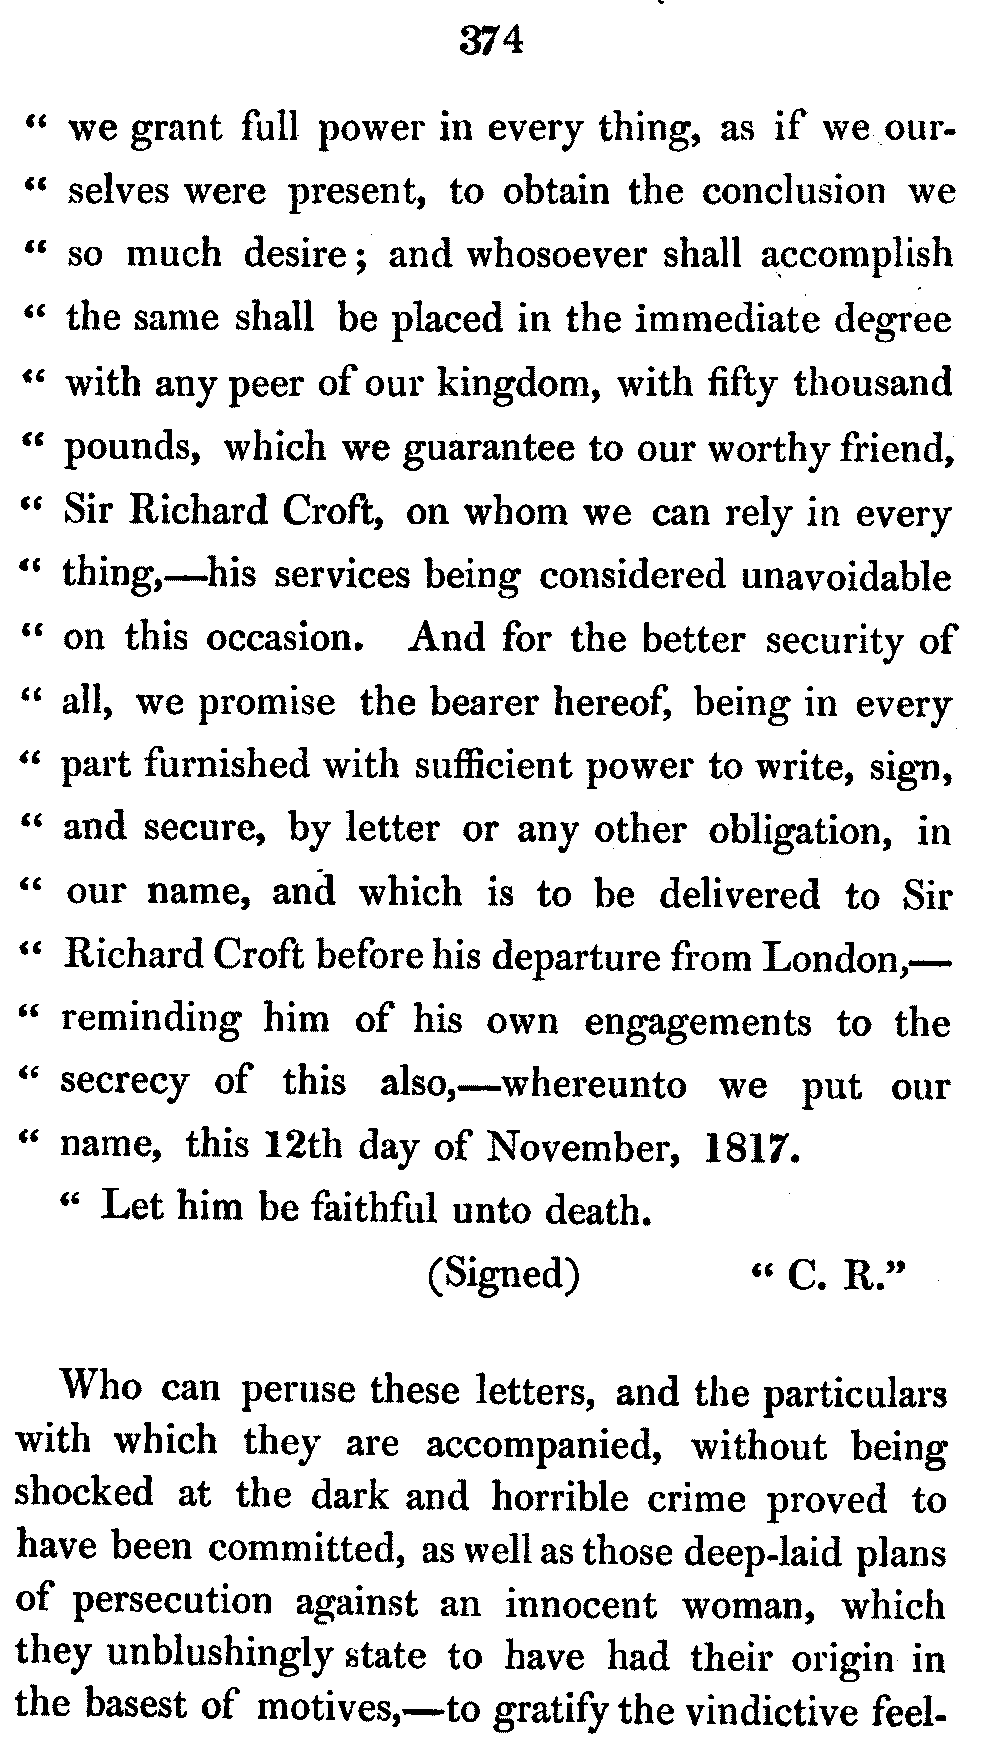 374
“ we grant full power in every thing, as if we our-
“ selves were present, to obtain the conclusion we
“ so much desire; and whosoever shall accomplish
“ the same shall be placed in the immediate degree
“ with any peer of our kingdom, with fifty thousand
“ pounds, which we guarantee to our worthy friend,
“ Sir Richard Croft, on whom we can rely in every
“ thing,—his services being considered unavoidable
“ on this occasion. And for the better security of
“ all, we promise the bearer hereof, being in every
“ part furnished with sufficient power to write, sign,
“ and secure, by letter or any other obligation, in
“ our name, and which is to be delivered to Sir
“ Richard Croft before his departure from London,—
“ reminding him of his own engagements to the
“ secrecy of this also,—whereunto we put our
“ name, this 12th day of November, 1817.
“ Let him be faithful unto death.
(Signed) “ C. R.”
Who can peruse these letters, and the particulars
with which they are accompanied, without being
shocked at the dark and horrible crime proved to
have been committed, as well as those deep-laid plans
of persecution against an innocent woman, which
they unblushingly state to have had their origin in
the basest of motives,—to gratify the vindictive feel-